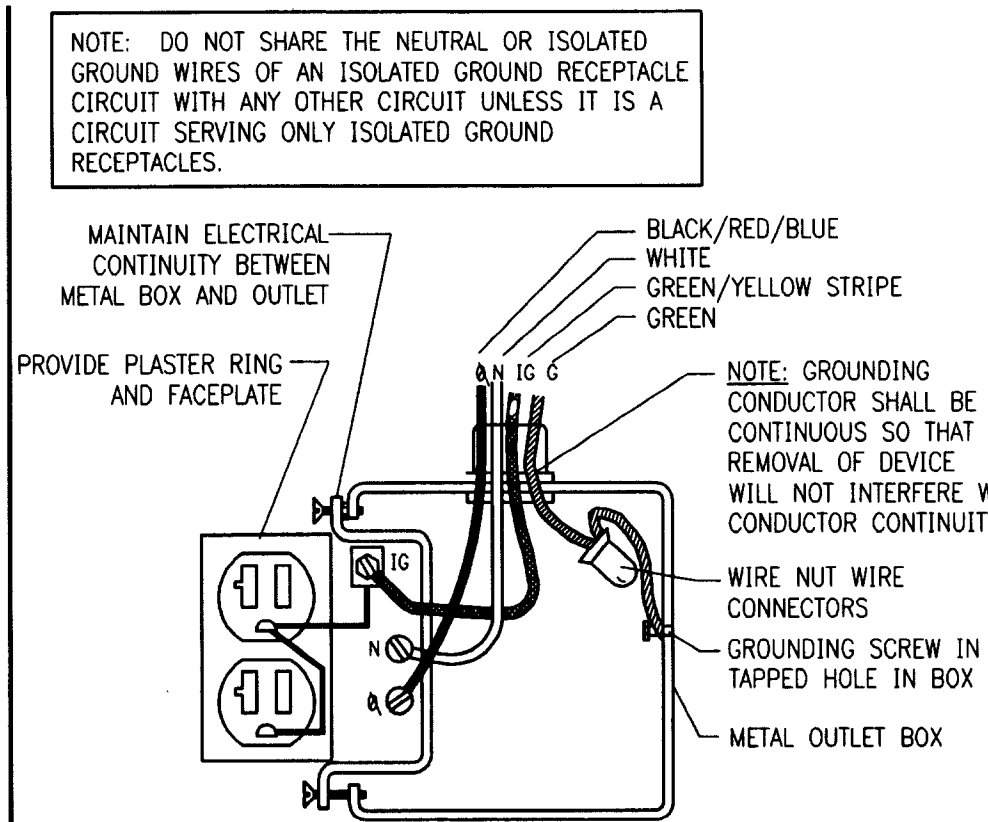 NOTE: DO NOT SHARE THE NEUTRAL OR ISOLATED
GROUND WIRES OF AN ISOLATED GROUND RECEPTACLE
CIRCUIT WITH ANY OTHER CIRCUIT UNLESS IT IS A
CIRCUIT SERVING ONLY ISOLATED GROUND
RECEPTACLES.
MAINTAIN ELECTRICAL
CONTINUITY BETWEEN
METAL BOX AND OUTLET
PROVIDE PLASTER RING
AND FACEPLATE
BLACK/RED/BLUE
WHITE
GREEN/YELLOW STRIPE
GREEN
Ø N IG G
NOTE: GROUNDING
CONDUCTOR SHALL BE
CONTINUOUS SO THAT
REMOVAL OF DEVICE
WILL NOT INTERFERE W
CONDUCTOR CONTINUIT
WIRE NUT WIRE
CONNECTORS
GROUNDING SCREW IN
TAPPED HOLE IN BOX
METAL OUTLET BOX
IG
N
Ø